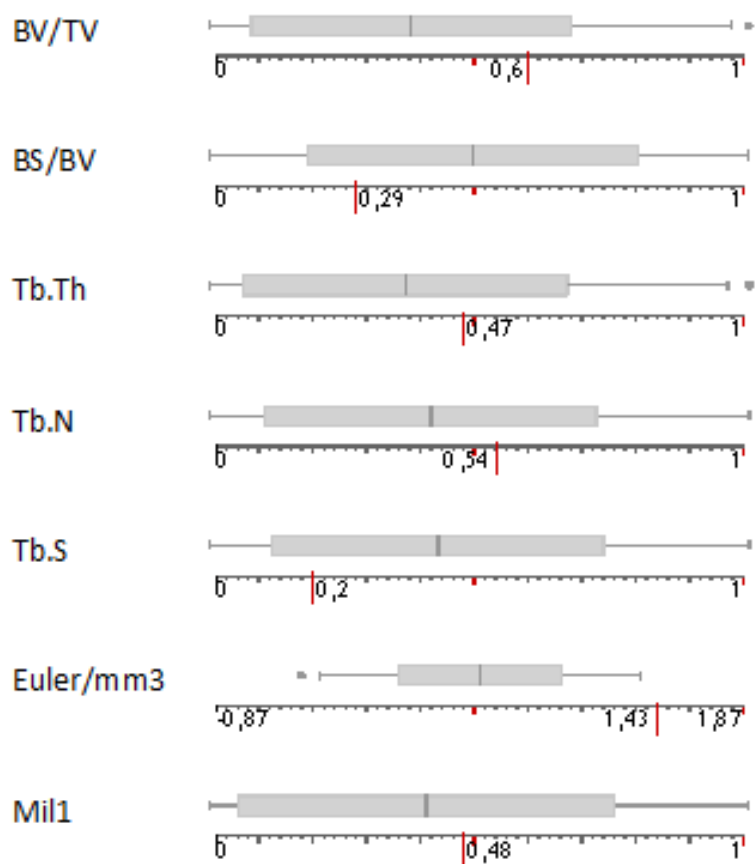 BV/TV
0 0,6 1
BS/BV
0 0,29 1
Tb.Th
0 0,47 1
Tb.N
0 0,54 1
Tb.S
0 0,2 1
Euler/mm3
-0,87 1,43 1,87
Mil1
0 0,48 1